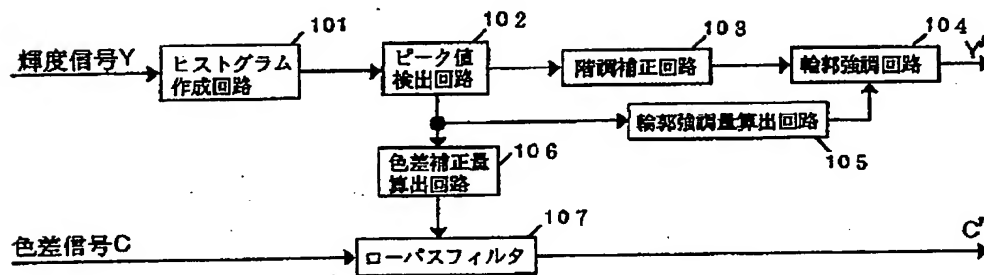 101
102
103
104
輝度信号Y
ヒストグラム
作成回路
ピーク値
検出回路
階調補正回路
輪郭強調回路
Y'
輪郭強調量算出回路
105
106
色差補正量
算出回路
107
色差信号C
ローパスフィルタ
C'